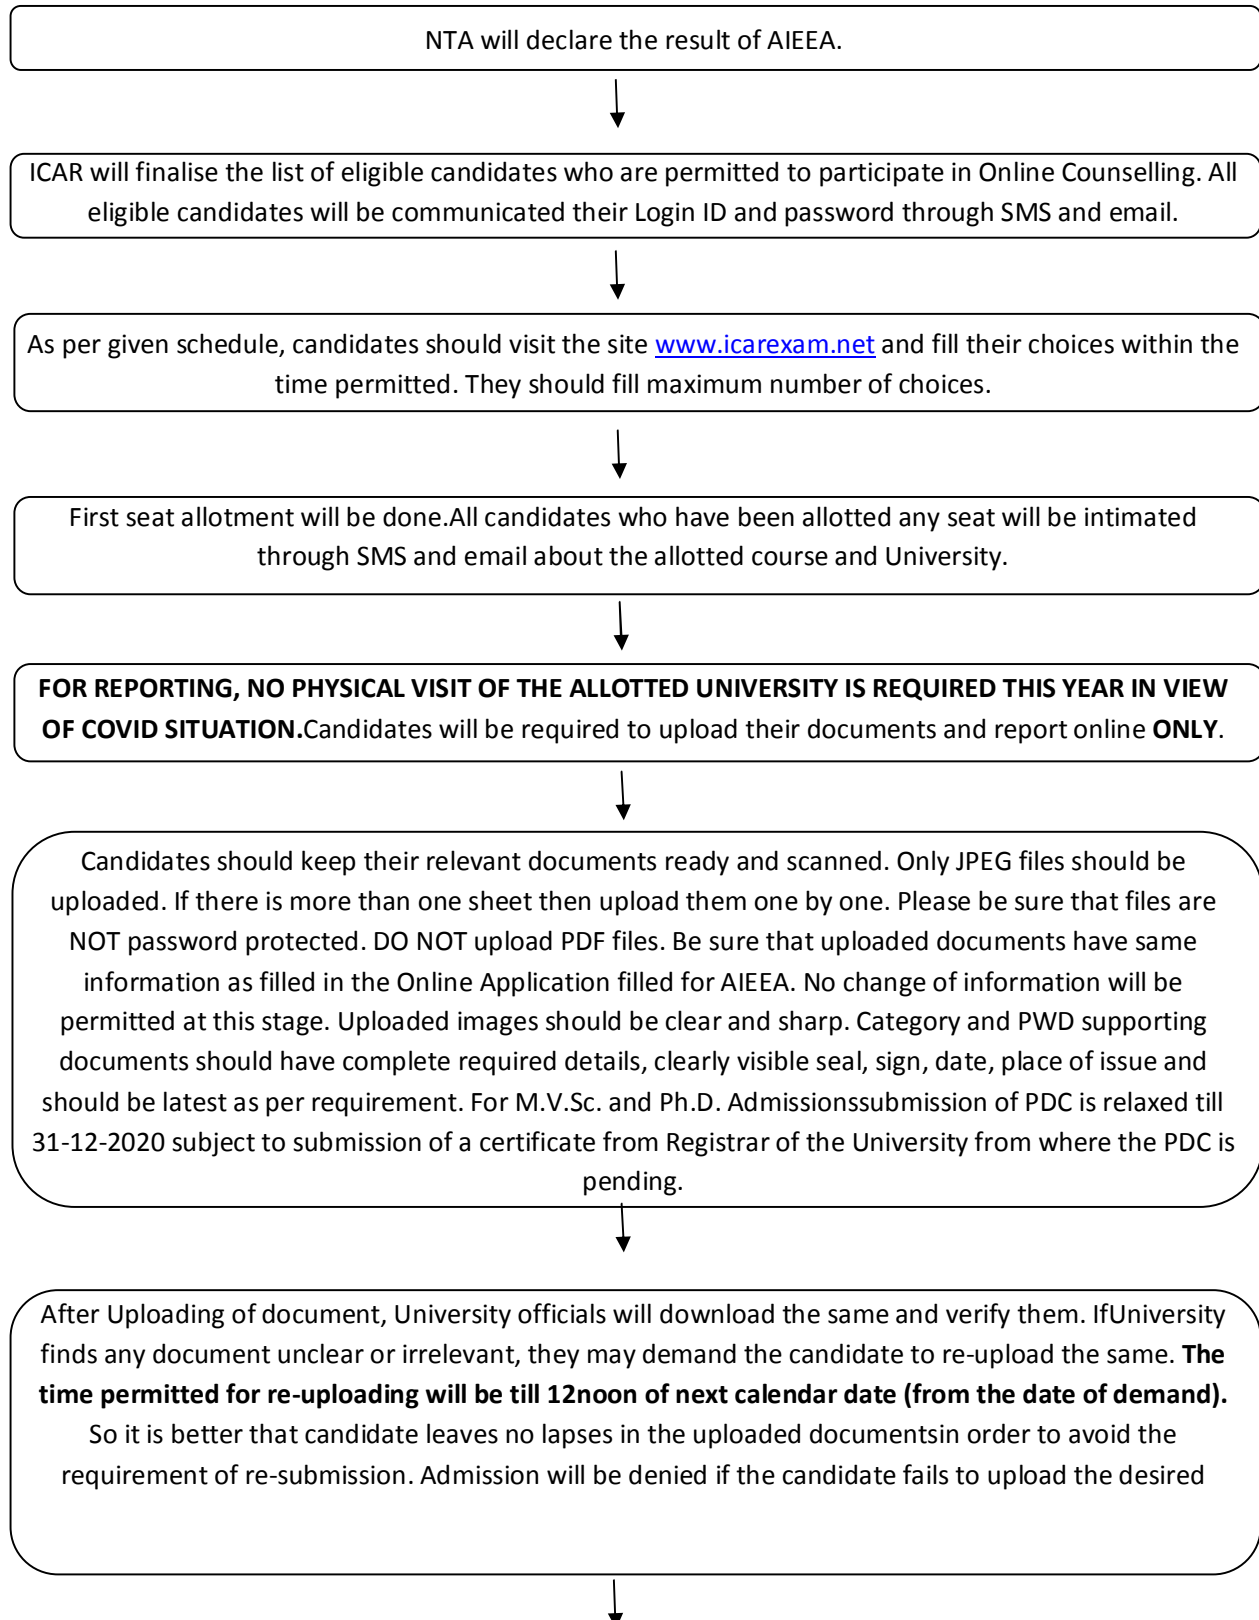 NTA will declare the result of AIEEA.
ICAR will finalise the list of eligible candidates who are permitted to participate in Online Counselling. All
eligible candidates will be communicated their Login ID and password through SMS and email.
As per given schedule, candidates should visit the site www.icarexam.net and fill their choices within the
time permitted. They should fill maximum number of choices.
First seat allotment will be done.All candidates who have been allotted any seat will be intimated
through SMS and email about the allotted course and University.
FOR REPORTING, NO PHYSICAL VISIT OF THE ALLOTTED UNIVERSITY IS REQUIRED THIS YEAR IN VIEW
OF COVID SITUATION.Candidates will be required to upload their documents and report online ONLY.
Candidates should keep their relevant documents ready and scanned. Only JPEG files should be
uploaded. If there is more than one sheet then upload them one by one. Please be sure that files are
NOT password protected. DO NOT upload PDF files. Be sure that uploaded documents have same
information as filled in the Online Application filled for AIEEA. No change of information will be
permitted at this stage. Uploaded images should be clear and sharp. Category and PWD supporting
documents should have complete required details, clearly visible seal, sign, date, place of issue and
should be latest as per requirement. For M.V.Sc. and Ph.D. Admissionssubmission of PDC is relaxed till
31-12-2020 subject to submission of a certificate from Registrar of the University from where the PDC is
pending.
After Uploading of document, University officials will download the same and verify them. IfUniversity
finds any document unclear or irrelevant, they may demand the candidate to re-upload the same. The
time permitted for re-uploading will be till 12noon of next calendar date (from the date of demand).
So it is better that candidate leaves no lapses in the uploaded documentsin order to avoid the
requirement of re-submission. Admission will be denied if the candidate fails to upload the desired